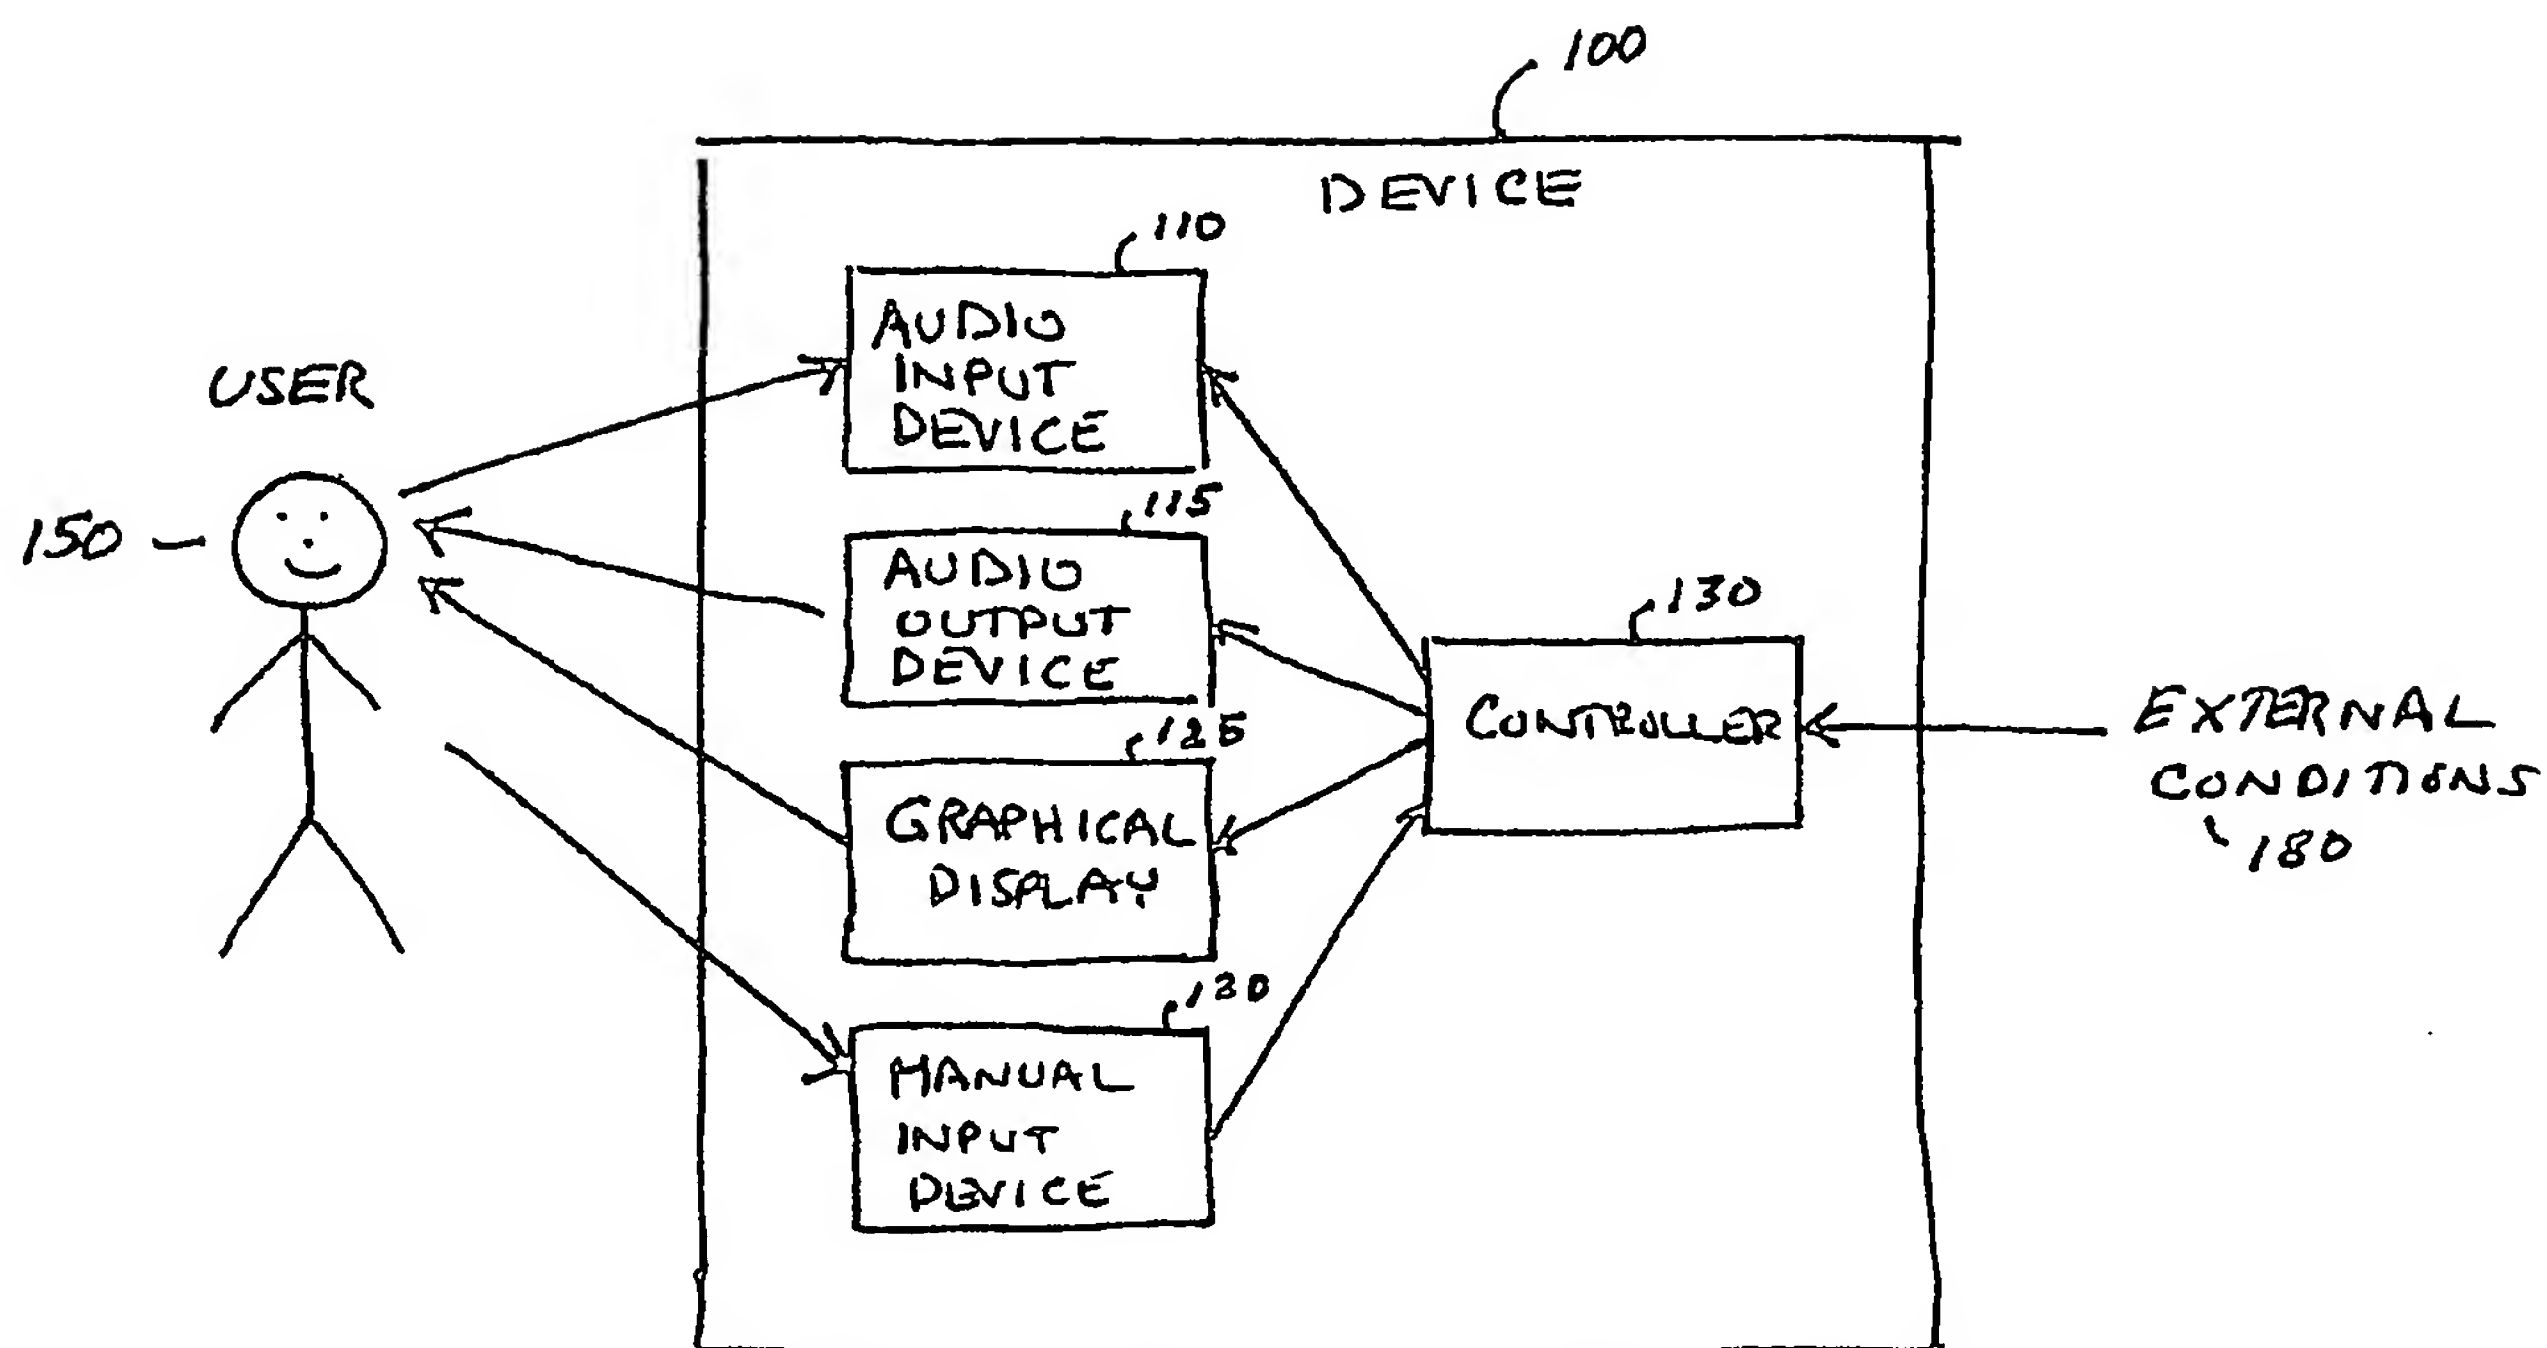 100
DEVICE
110
AUDIO
INPUT
DEVICE
USER
150
115
AUDIO
OUTPUT
DEVICE
130
CONTROLLER
EXTERNAL
CONDITIONS
180
125
GRAPHICAL
DISPLAY
120
MANUAL
INPUT
DEVICE